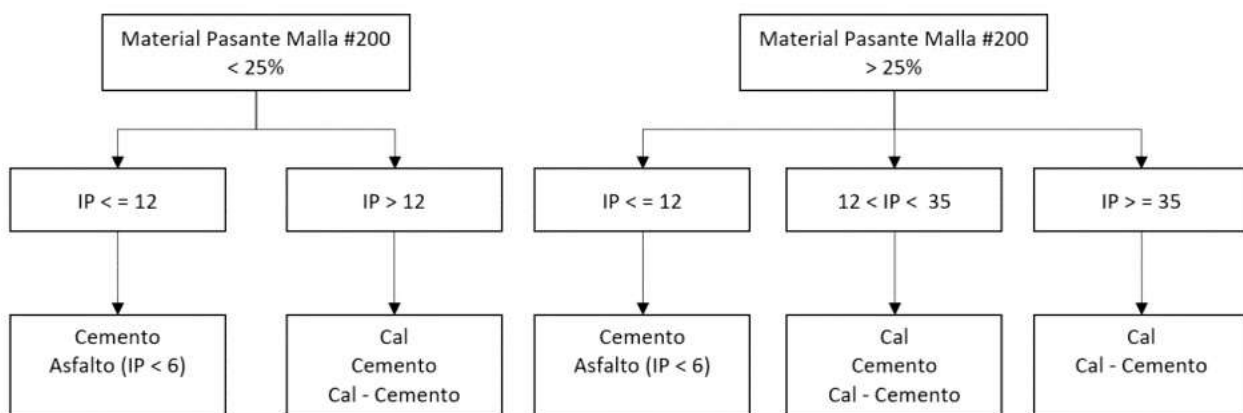 Material Pasante Malla #200
< 25%
Material Pasante Malla #200
> 25%
IP < = 12
IP > 12
IP < = 12
12 < IP <  35
IP > = 35
Cemento
Asfalto (IP < 6)
Cal
Cemento
Cal - Cemento
Cemento
Asfalto (IP < 6)
Cal
Cemento
Cal - Cemento
Cal
Cal - Cemento